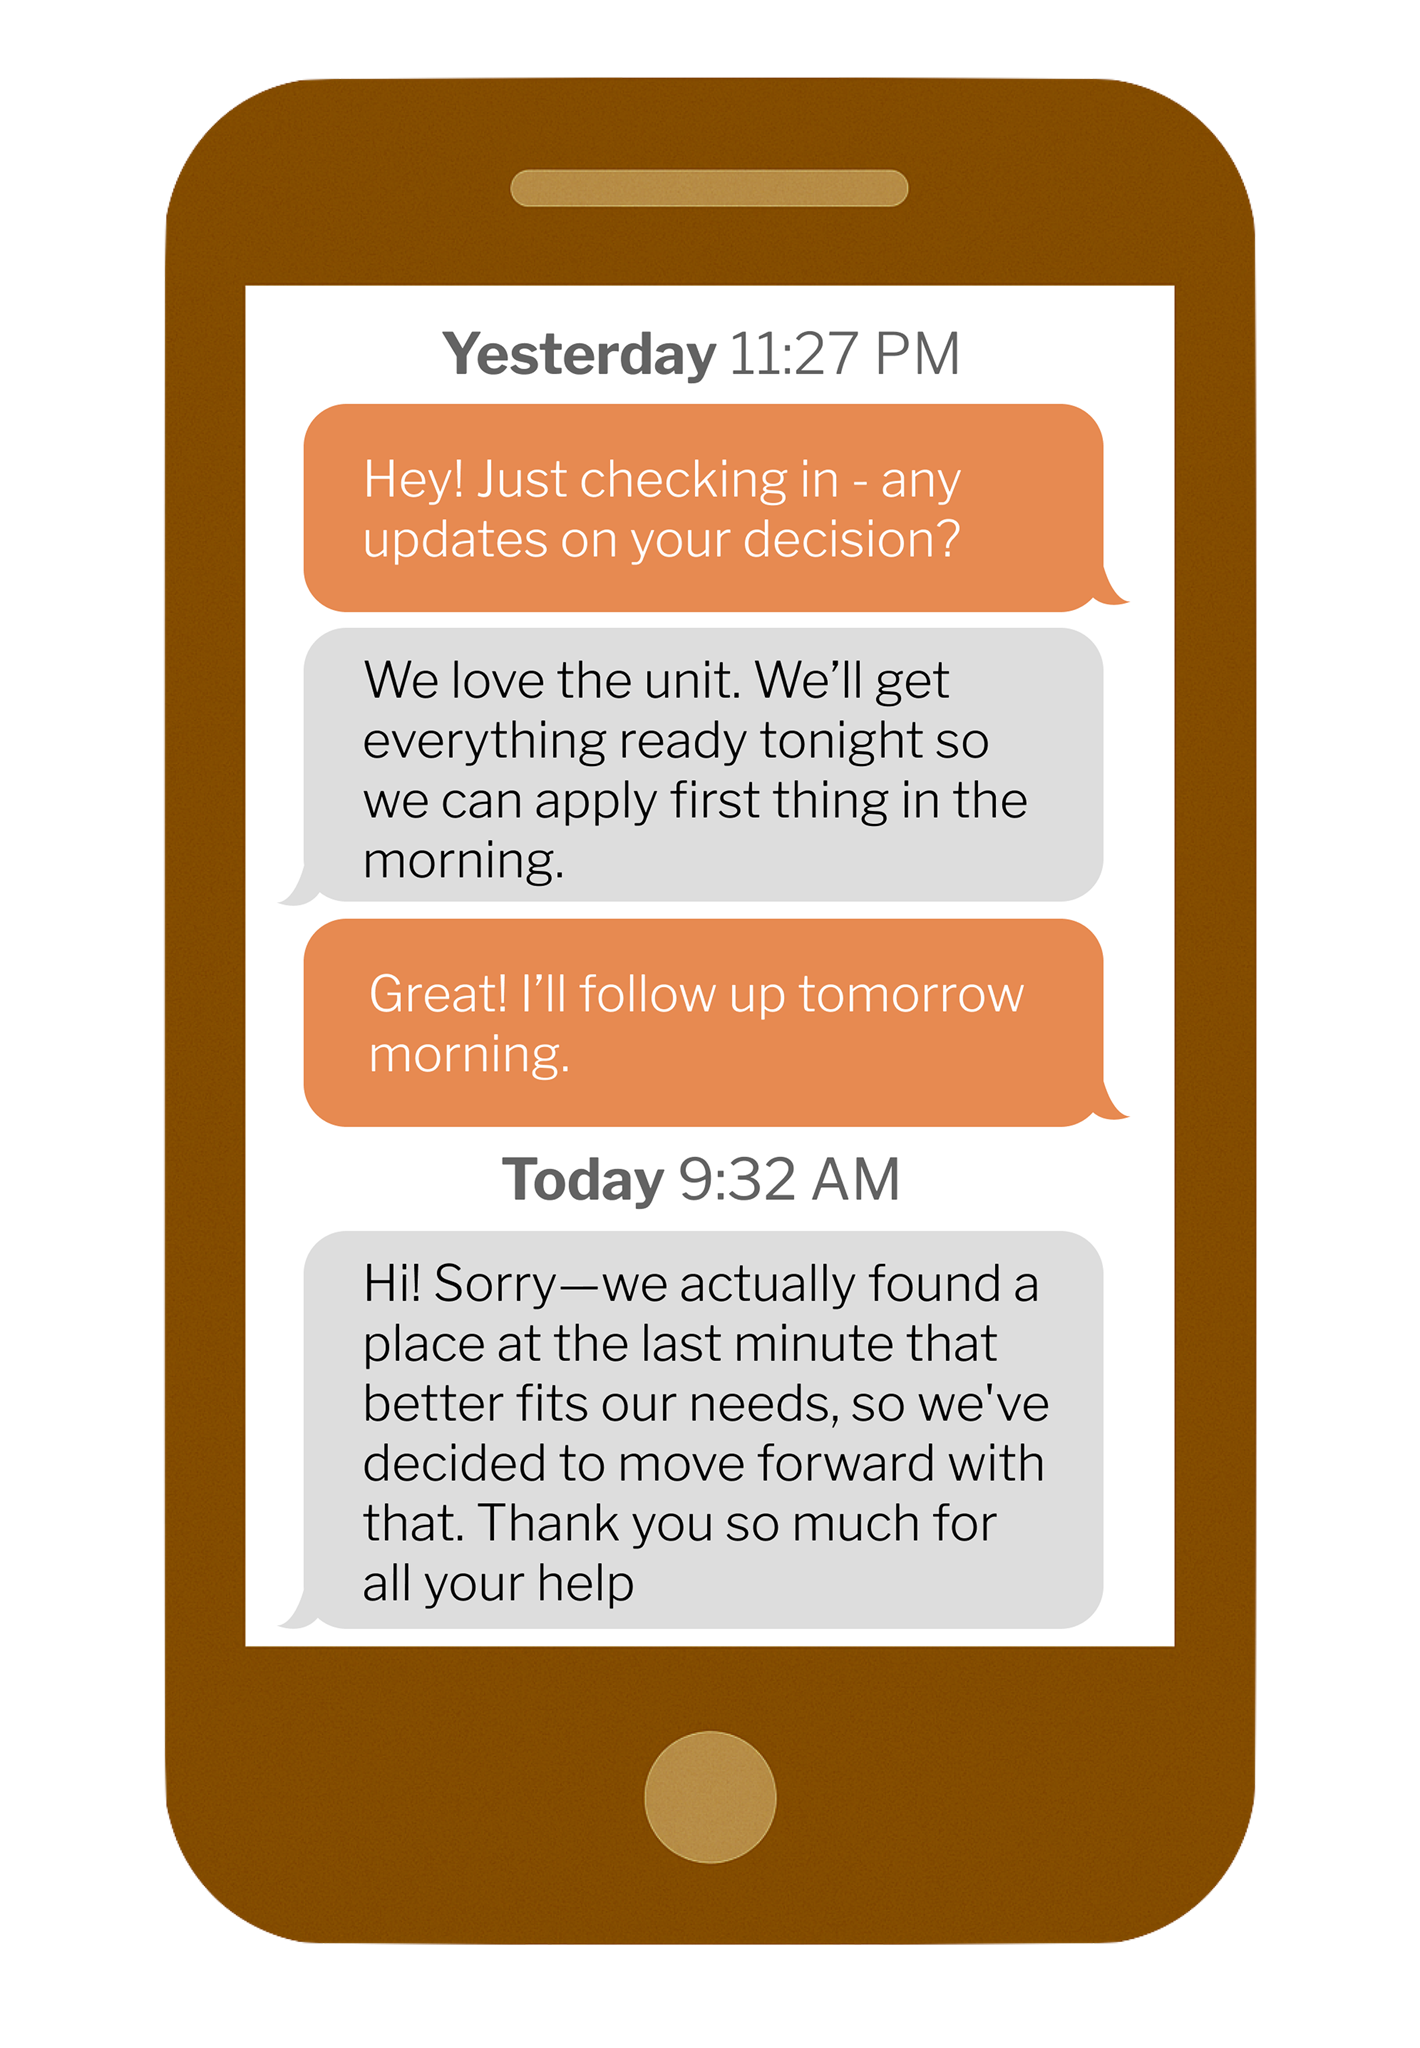 Yesterday 11:27 PM
Hey! Just checking in - any
updates on your decision?
We love the unit. We’ll get
everything ready tonight so
we can apply first thing in the
morning.
Great! I’ll follow up tomorrow
morning.
Today 9:32 AM
Hi! Sorry—we actually found a
place at the last minute that
better fits our needs, so we've
decided to move forward with
that. Thank you so much for
all your help